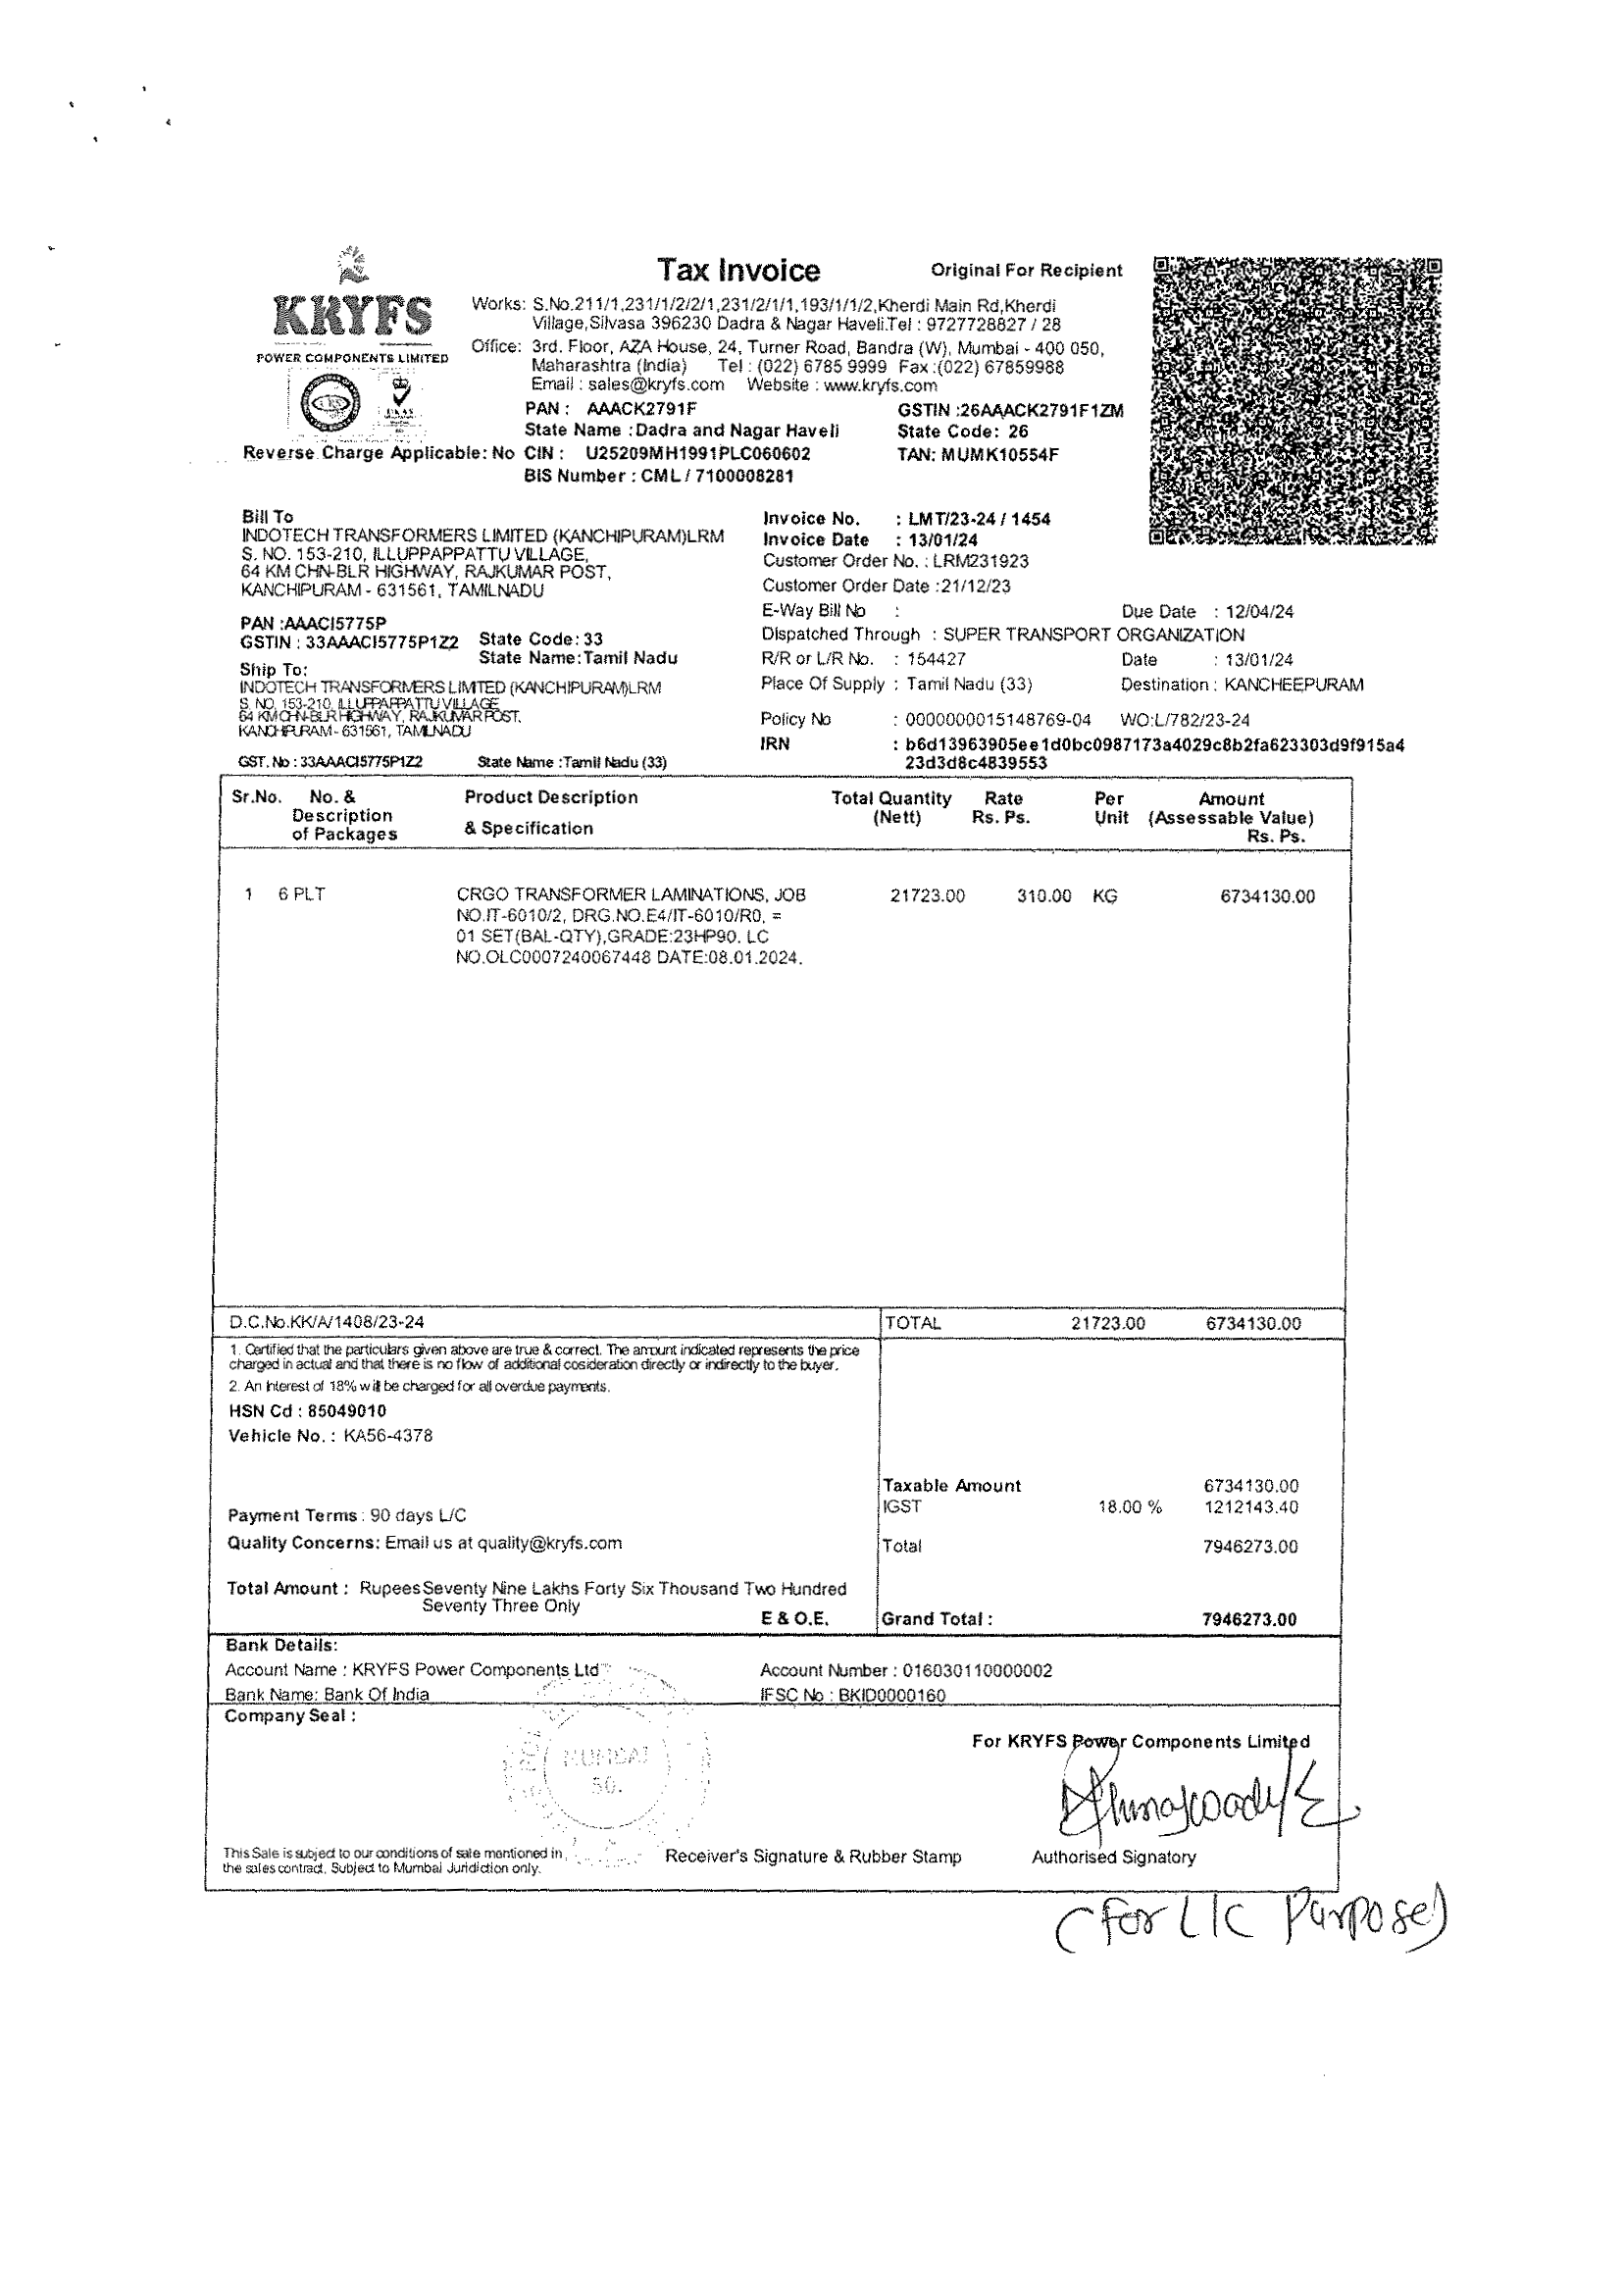 Tax Invoice
Original For Recipient
KRYFS
POWER COMPONENTS LIMITED
Works: S.No.211/1,231/1/2/2/1,231/2/1/1,193/1/1/2,Kherdi Main Rd,Kherdi
Village,Silvasa 396230 Dadra & Nagar Haveli.Tel : 9727728827 / 28
Office: 3rd. Floor, AZA House, 24, Turner Road, Bandra (W), Mumbai - 400 050,
Maharashtra (India) Tel : (022) 6785 9999 Fax :(022) 67859988
Email : sales@kryfs.com Website : www.kryfs.com
PAN : AAACK2791F GSTIN :26AAACK2791F1ZM
State Name :Dadra and Nagar Haveli State Code: 26
Reverse Charge Applicable: No CIN : U25209MH1991PLC060602 TAN: MUMK10554F
BIS Number : CML / 7100008281
Bill To
INDOTECH TRANSFORMERS LIMITED (KANCHIPURAM)LRM
S. NO. 153-210, ILLUPPAPPATTU VILLAGE,
64 KM CHN-BLR HIGHWAY, RAJKUMAR POST,
KANCHIPURAM - 631561, TAMILNADU
PAN :AAACI5775P
GSTIN : 33AAACI5775P1Z2 State Code: 33
State Name:Tamil Nadu
Ship To:
INDOTECH TRANSFORMERS LIMITED (KANCHIPURAM)LRM
S. NO. 153-210, ILLUPPAPPATTU VILLAGE,
64 KM CHN-BLR HIGHWAY, RAJKUMAR POST,
KANCHIPURAM - 631561, TAMILNADU
GST. No : 33AAACI5775P1Z2 State Name :Tamil Nadu (33)
Invoice No. : LMT/23-24 / 1454
Invoice Date : 13/01/24
Customer Order No. : LRM231923
Customer Order Date :21/12/23
E-Way Bill No : Due Date : 12/04/24
Dispatched Through : SUPER TRANSPORT ORGANIZATION
R/R or L/R No. : 154427 Date : 13/01/24
Place Of Supply : Tamil Nadu (33) Destination : KANCHEEPURAM
Policy No : 0000000015148769-04 WO:L/782/23-24
IRN : b6d13963905ee1d0bc0987173a4029c8b2fa623303d9f915a4
23d3d8c4839553
Sr.No. No. & Product Description Total Quantity Rate Per Amount
Description & Specification (Nett) Rs. Ps. Unit (Assessable Value)
of Packages Rs. Ps.
1 6 PLT CRGO TRANSFORMER LAMINATIONS, JOB 21723.00 310.00 KG 6734130.00
NO.IT-6010/2, DRG.NO.E4/IT-6010/R0, =
01 SET(BAL-QTY),GRADE:23HP90. LC
NO.OLC0007240067448 DATE:08.01.2024.
D.C.No.KK/A/1408/23-24 TOTAL 21723.00 6734130.00
1. Certified that the particulars given above are true & correct. The amount indicated represents the price
charged in actual and that there is no flow of additional cosideration directly or indirectly to the buyer.
2. An Interest of 18% will be charged for all overdue payments.
HSN Cd : 85049010
Vehicle No. : KA56-4378
Taxable Amount 6734130.00
IGST 18.00 % 1212143.40
Payment Terms : 90 days L/C
Quality Concerns: Email us at quality@kryfs.com
Total 7946273.00
Total Amount : Rupees Seventy Nine Lakhs Forty Six Thousand Two Hundred
Seventy Three Only
E & O.E. Grand Total : 7946273.00
Bank Details:
Account Name : KRYFS Power Components Ltd Account Number : 016030110000002
Bank Name: Bank Of India IFSC No : BKID0000160
Company Seal :
MUMBAI
50.
For KRYFS Power Components Limited
This Sale is subject to our conditions of sale mentioned in
the sales contract. Subject to Mumbai Juridiction only.
Receiver's Signature & Rubber Stamp
Authorised Signatory
(For L/C Purpose)